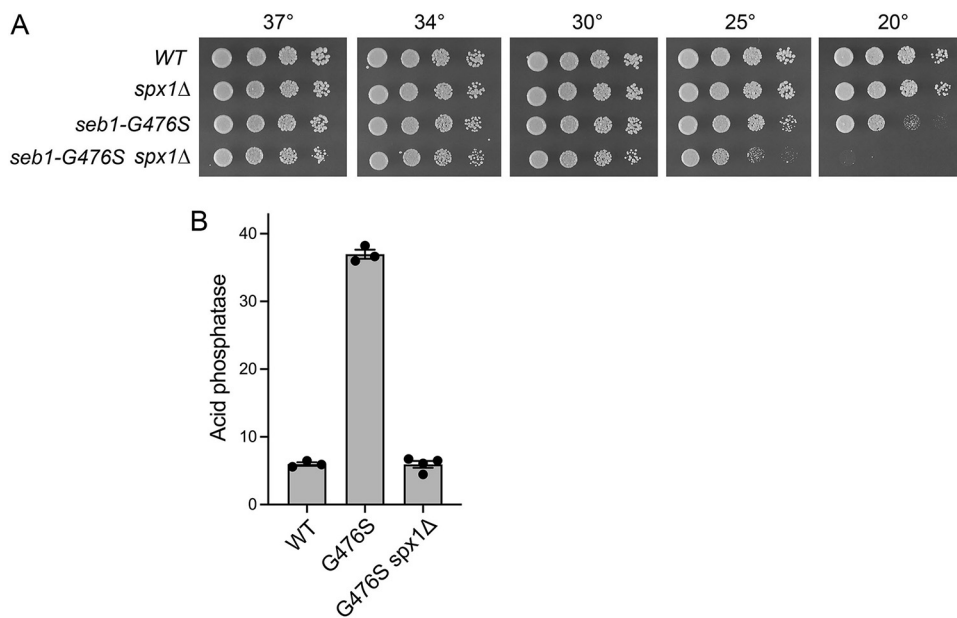 A
37° 34° 30° 25° 20°
WT
spx1Δ
seb1-G476S
seb1-G476S spx1Δ
B
Acid phosphatase
40
30
20
10
0
WT
G476S
G476S spx1Δ